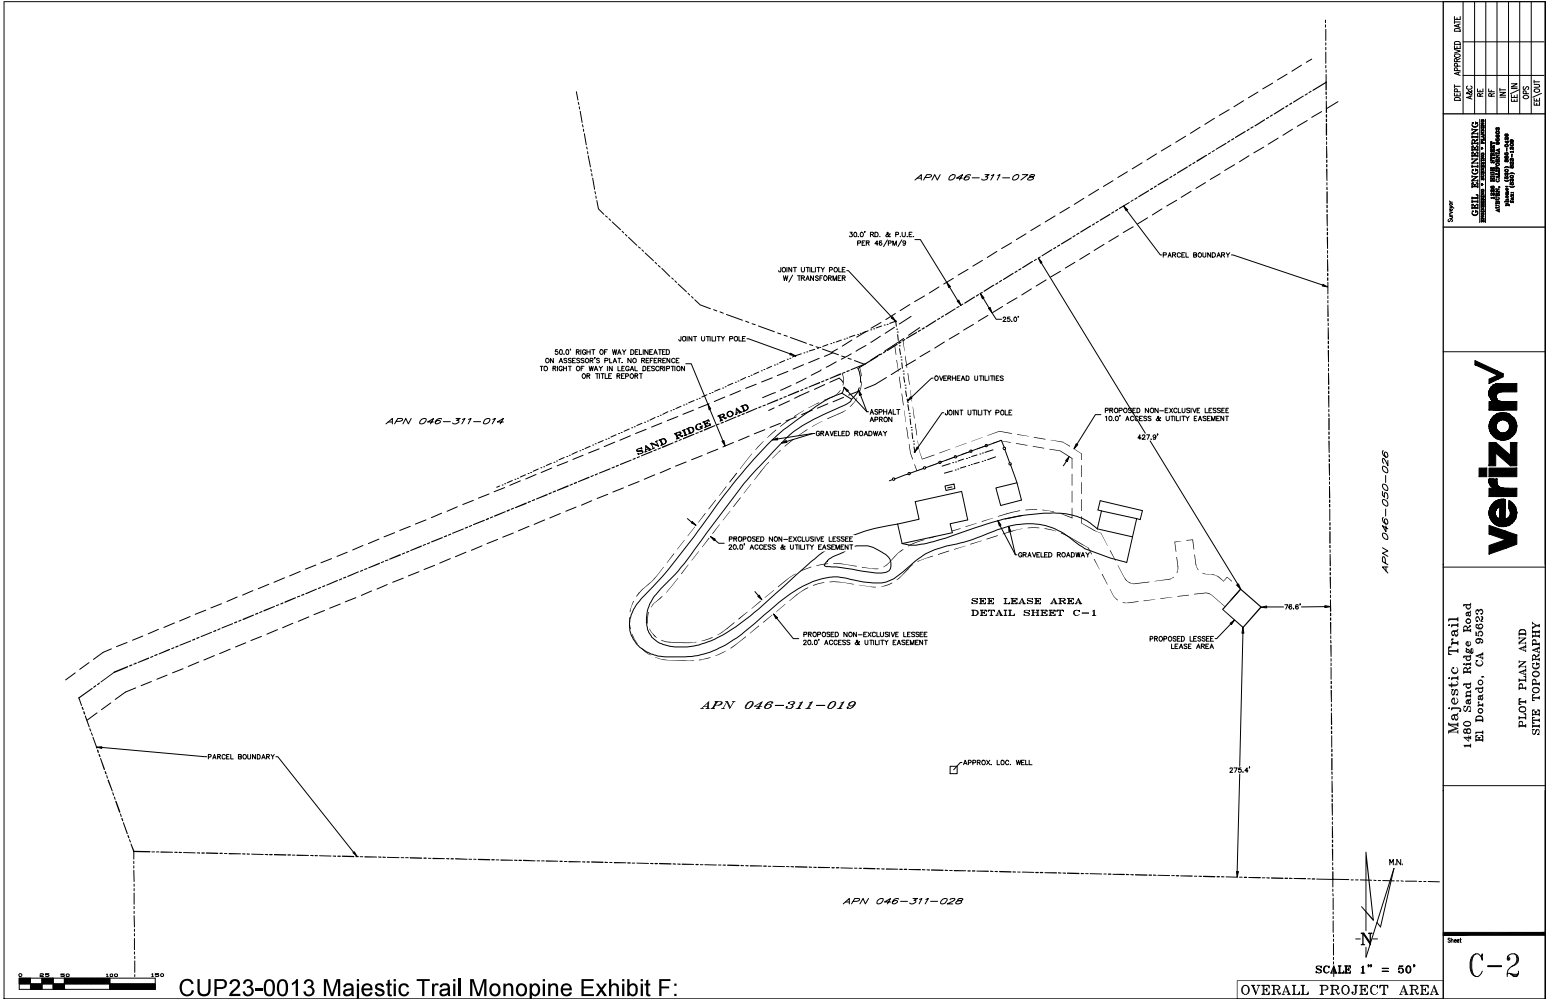 APN 046-311-078
30.0' RD. & P.U.E.
PER 46/PM/9
JOINT UTILITY POLE
W/ TRANSFORMER
PARCEL BOUNDARY
25.0'
JOINT UTILITY POLE
50.0' RIGHT OF WAY DELINEATED
ON ASSESSOR'S PLAT. NO REFERENCE
TO RIGHT OF WAY IN LEGAL DESCRIPTION
OR TITLE REPORT
OVERHEAD UTILITIES
APN 046-311-014
SAND RIDGE ROAD
ASPHALT
APRON
JOINT UTILITY POLE
PROPOSED NON-EXCLUSIVE LESSEE
10.0' ACCESS & UTILITY EASEMENT
GRAVELED ROADWAY
427.9'
APN 046-050-026
PROPOSED NON-EXCLUSIVE LESSEE
20.0' ACCESS & UTILITY EASEMENT
GRAVELED ROADWAY
SEE LEASE AREA
DETAIL SHEET C-1
76.6'
PROPOSED NON-EXCLUSIVE LESSEE
20.0' ACCESS & UTILITY EASEMENT
PROPOSED LESSEE
LEASE AREA
APN 046-311-019
PARCEL BOUNDARY
APPROX. LOC. WELL
275.4'
APN 046-311-028
M.N.
N
SCALE 1" = 50'
OVERALL PROJECT AREA
0 25 50 100 150
CUP23-0013 Majestic Trail Monopine Exhibit F:
DEPT APPROVED DATE
A&C
RE
RF
INT
EE\IN
OPS
EE\OUT
Surveyor
GEIL ENGINEERING
verizon
Majestic Trail
1480 Sand Ridge Road
El Dorado, CA 95623
PLOT PLAN AND
SITE TOPOGRAPHY
Sheet
C-2